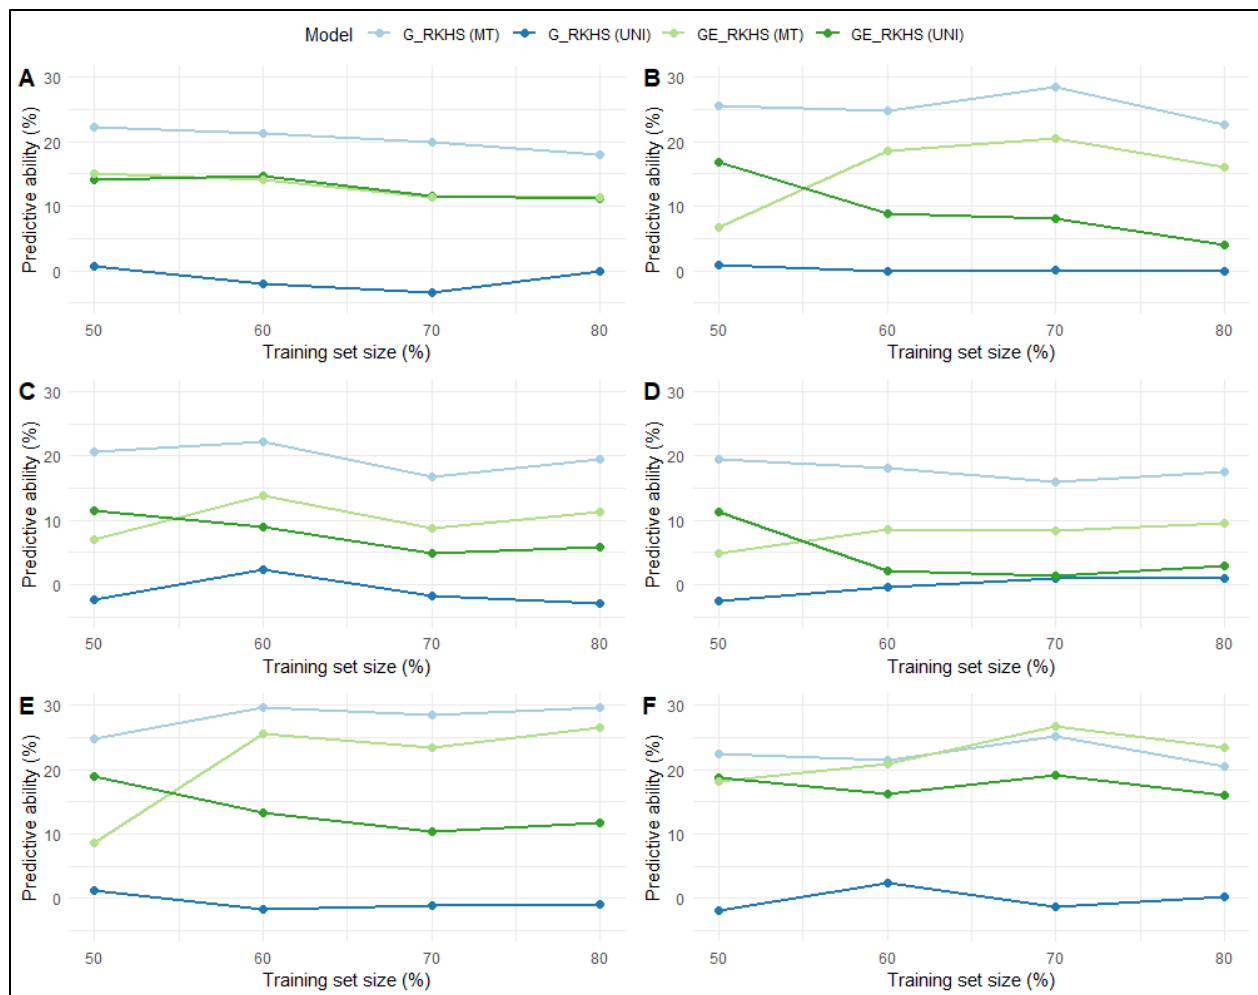 Model G_RKHS (MT) G_RKHS (UNI) GE_RKHS (MT) GE_RKHS (UNI)
A
30
20
10
0
Predictive ability (%)
50 60 70 80
Training set size (%)
B
30
20
10
0
Predictive ability (%)
50 60 70 80
Training set size (%)
C
30
20
10
0
Predictive ability (%)
50 60 70 80
Training set size (%)
D
30
20
10
0
Predictive ability (%)
50 60 70 80
Training set size (%)
E
30
20
10
0
Predictive ability (%)
50 60 70 80
Training set size (%)
F
30
20
10
0
Predictive ability (%)
50 60 70 80
Training set size (%)